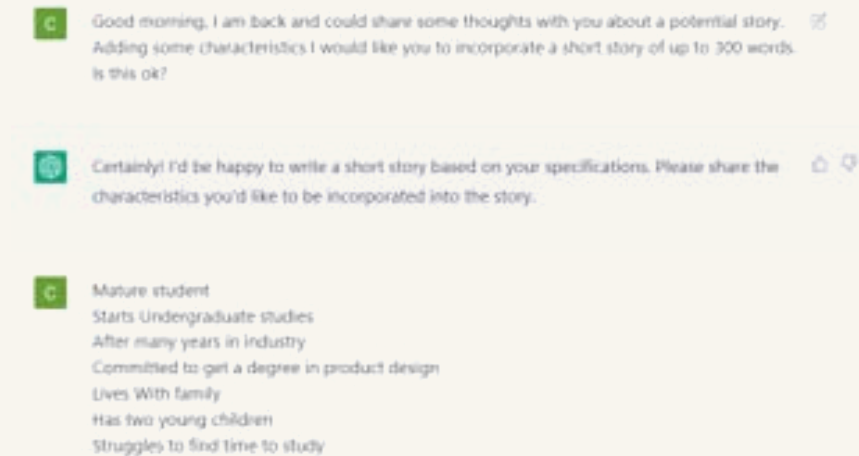 C
Good morning, I am back and could share some thoughts with you about a potential story.
Adding some characteristics I would like you to incorporate a short story of up to 300 words.
Is this ok?
Certainly! I'd be happy to write a short story based on your specifications. Please share the
characteristics you'd like to be incorporated into the story.
C
Mature student
Starts Undergraduate studies
After many years in industry
Committed to get a degree in product design
Lives With family
Has two young children
Struggles to find time to study